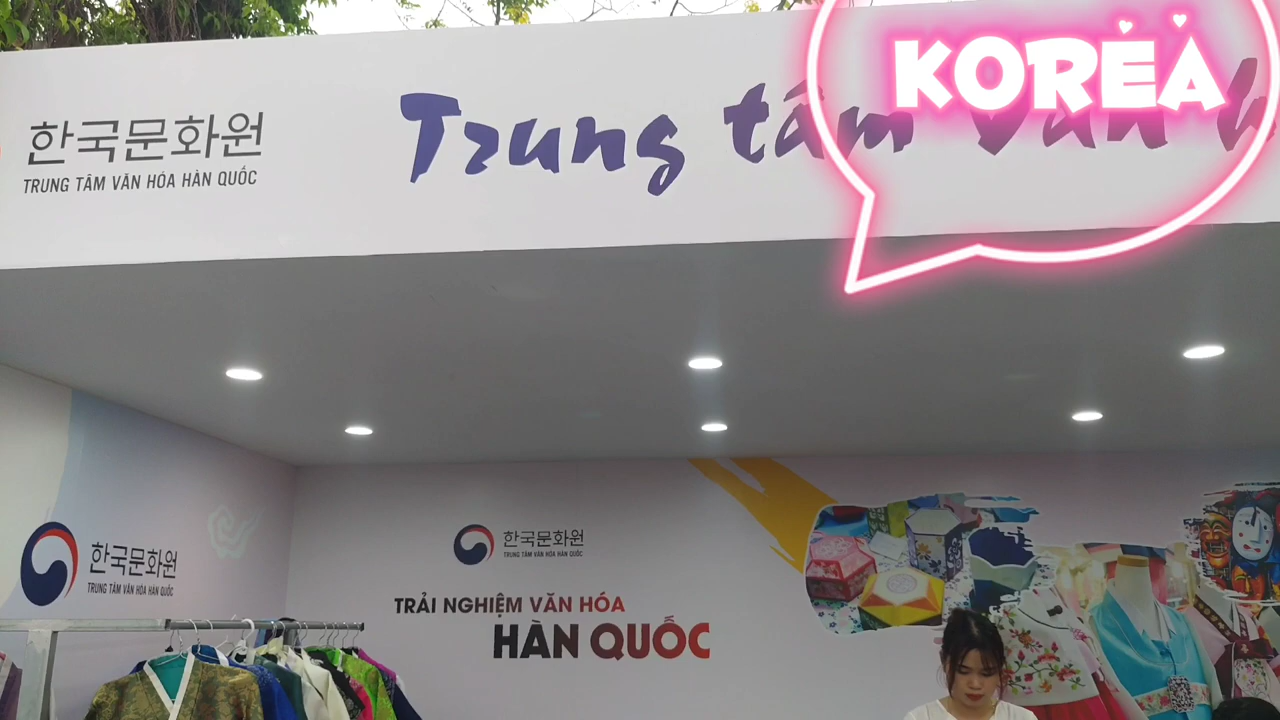 KOREA
한국문화원
TRUNG TÂM VĂN HÓA HÀN QUỐC
Trung tâm Văn h
한국문화원
TRUNG TÂM VĂN HÓA HÀN QUỐC
한국문화원
TRUNG TÂM VĂN HÓA HÀN QUỐC
TRẢI NGHIỆM VĂN HÓA
HÀN QUỐC